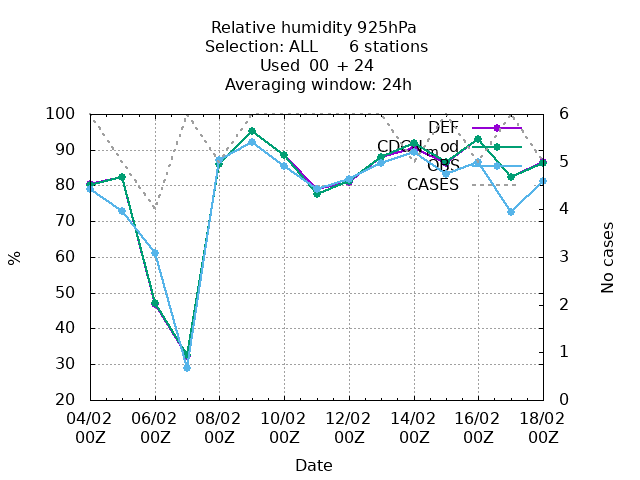 Relative humidity 925hPa
Selection: ALL 6 stations
Used 00 + 24
Averaging window: 24h
100
90
80
70
60
50
40
30
20
%
6
5
4
3
2
1
0
No cases
DEF
OBS
CASES
04/02 06/02 08/02 10/02 12/02 14/02 16/02 18/02
00Z 00Z 00Z 00Z 00Z 00Z 00Z 00Z
Date